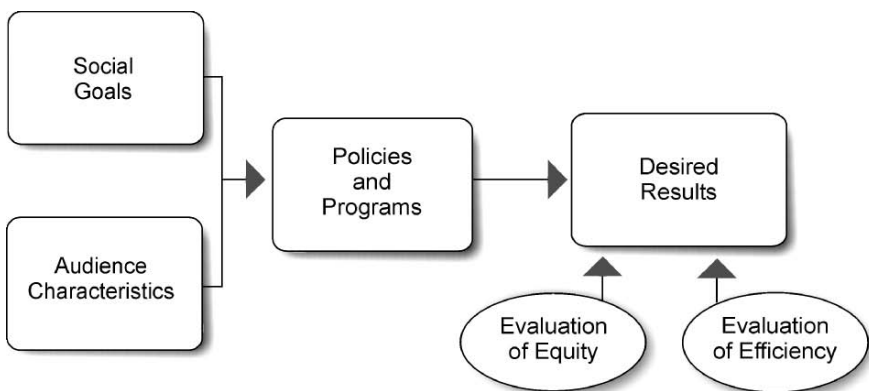 Social
Goals
Audience
Characteristics
Policies
and
Programs
Desired
Results
Evaluation
of Equity
Evaluation
of Efficiency